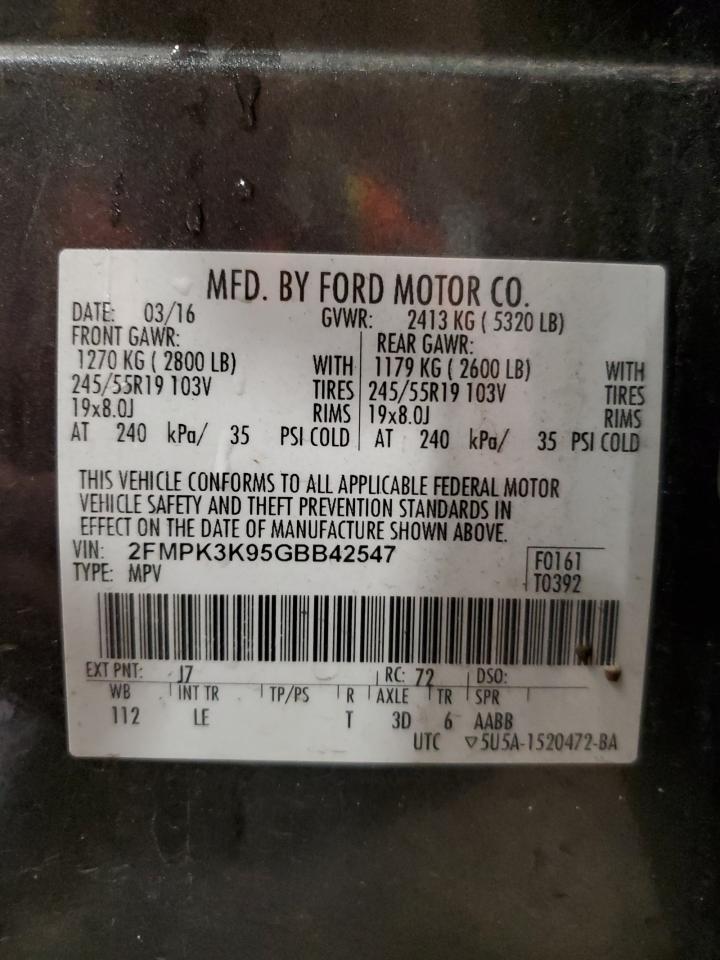 MFD. BY FORD MOTOR CO.
DATE: 03/16 GVWR: 2413 KG ( 5320 LB)
FRONT GAWR: REAR GAWR:
1270 KG ( 2800 LB) WITH 1179 KG ( 2600 LB) WITH
245/55R19 103V TIRES 245/55R19 103V TIRES
19x8.0J RIMS 19x8.0J RIMS
AT 240 kPa/ 35 PSI COLD AT 240 kPa/ 35 PSI COLD
THIS VEHICLE CONFORMS TO ALL APPLICABLE FEDERAL MOTOR
VEHICLE SAFETY AND THEFT PREVENTION STANDARDS IN
EFFECT ON THE DATE OF MANUFACTURE SHOWN ABOVE.
VIN: 2FMPK3K95GBB42547 F0161
TYPE: MPV T0392
EXT PNT: J7 RC: 72 DSO:
WB INT TR TP/PS R AXLE TR SPR
112 LE T 3D 6 AABB
UTC ▽5U5A-1520472-BA